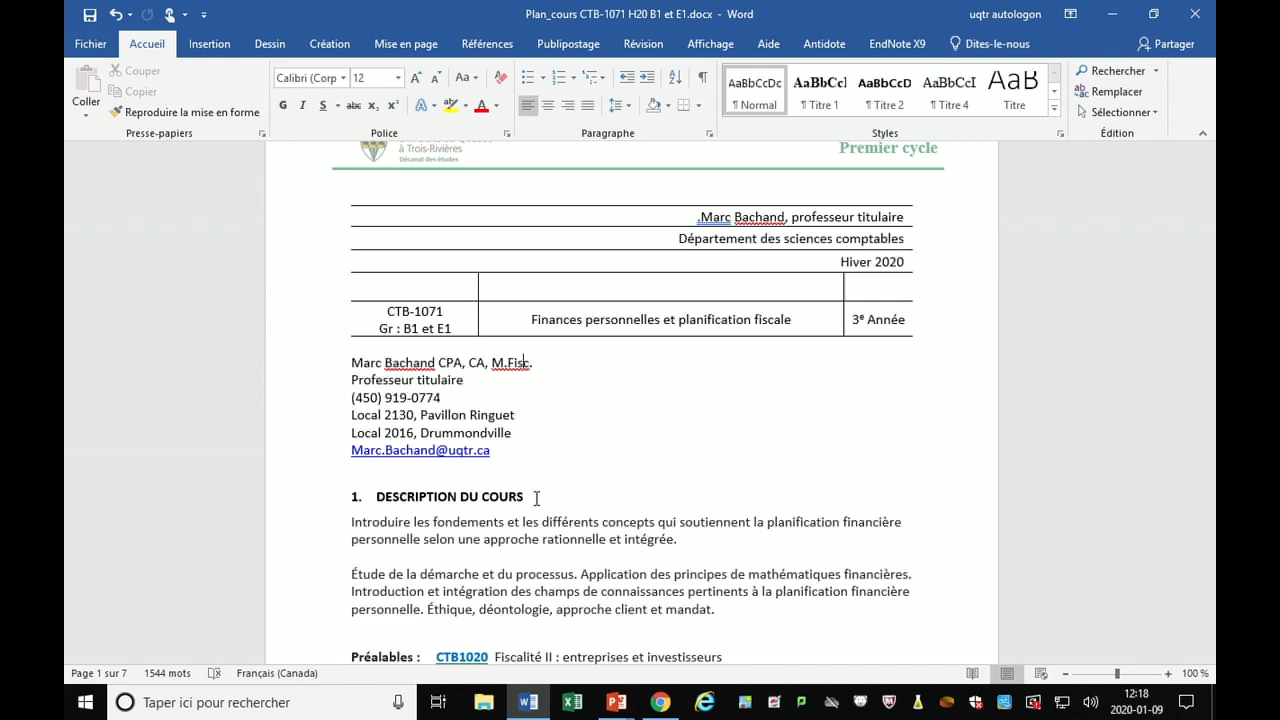 Plan_cours CTB-1071 H20 B1 et E1.docx - Word
uqtr autologon
Fichier Accueil Insertion Dessin Création Mise en page Références Publipostage Révision Affichage Aide Antidote EndNote X9 Dites-le-nous Partager
Coller
Couper
Copier
Reproduire la mise en forme
Calibri (Corp 12
AaBbCcDc AaBbCcI AaBbCcD AaBbCcI AaB
¶ Normal ¶ Titre 1 ¶ Titre 2 ¶ Titre 4 Titre
Rechercher
Remplacer
Sélectionner
Presse-papiers Police Paragraphe Styles Édition
à Trois-Rivières
Décanat des études
Premier cycle
.Marc Bachand, professeur titulaire
Département des sciences comptables
Hiver 2020
CTB-1071
Gr : B1 et E1
Finances personnelles et planification fiscale
3e Année
Marc Bachand CPA, CA, M.Fisc.
Professeur titulaire
(450) 919-0774
Local 2130, Pavillon Ringuet
Local 2016, Drummondville
Marc.Bachand@uqtr.ca
1. DESCRIPTION DU COURS
Introduire les fondements et les différents concepts qui soutiennent la planification financière
personnelle selon une approche rationnelle et intégrée.
Étude de la démarche et du processus. Application des principes de mathématiques financières.
Introduction et intégration des champs de connaissances pertinents à la planification financière
personnelle. Éthique, déontologie, approche client et mandat.
Préalables : CTB1020 Fiscalité II : entreprises et investisseurs
Page 1 sur 7 1544 mots Français (Canada) 100 %
Taper ici pour rechercher
12:18
2020-01-09